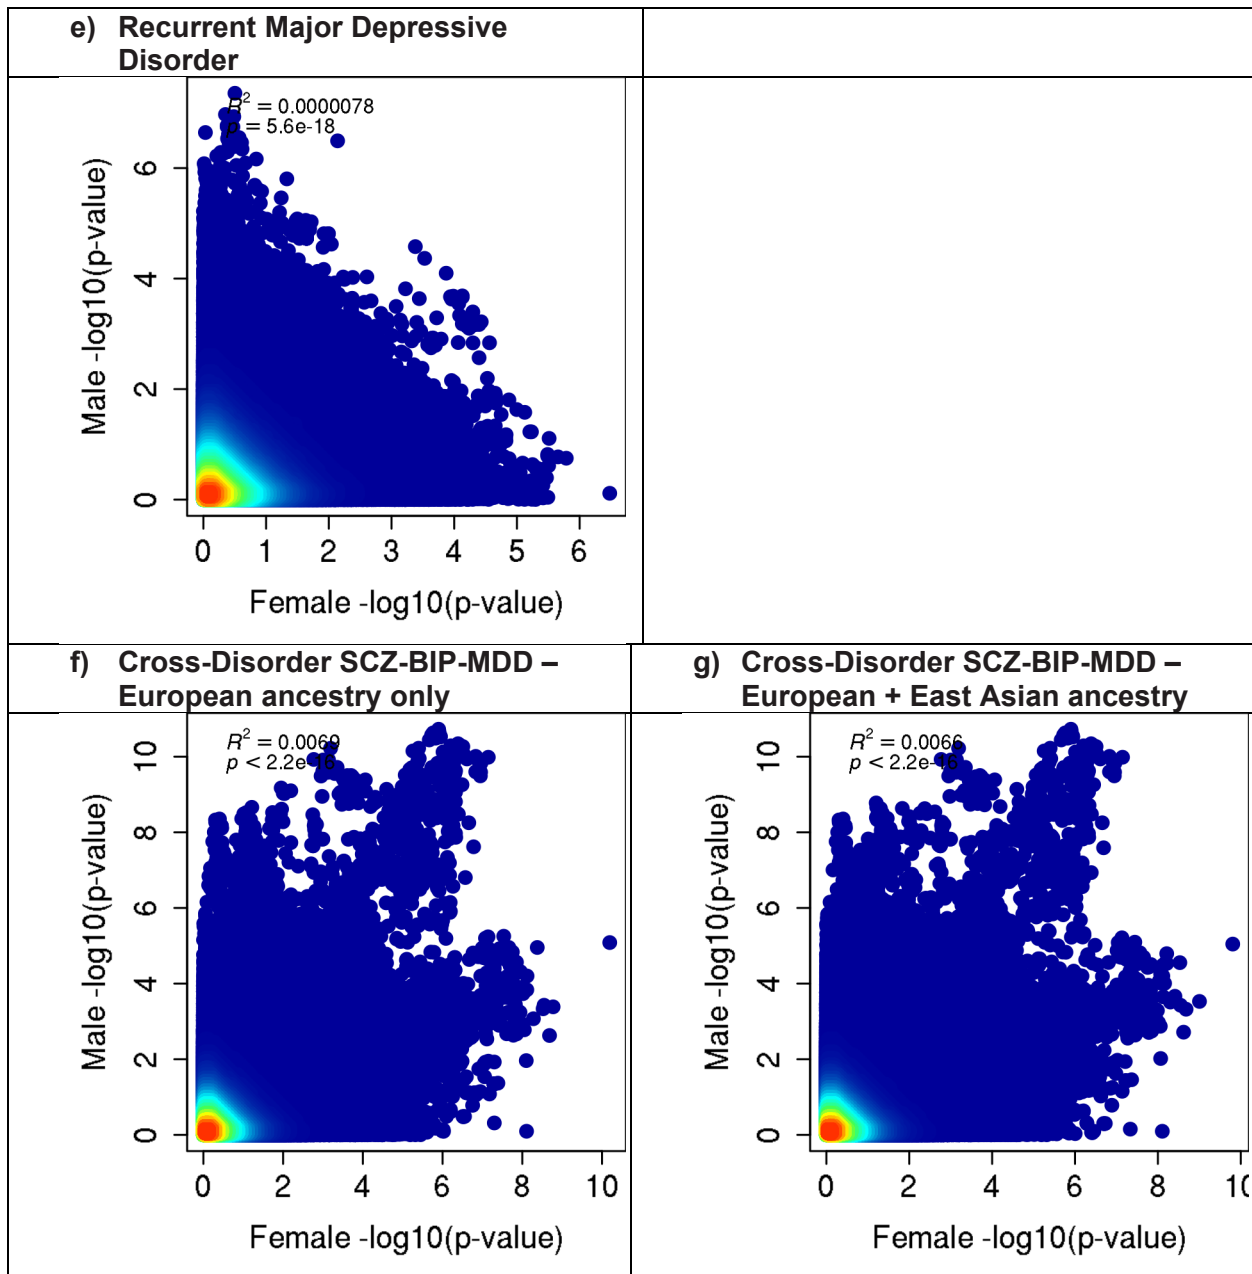 e) Recurrent Major Depressive
Disorder
R² = 0.0000078
p = 5.6e-18
Male -log10(p-value)
6
4
2
0
0 1 2 3 4 5 6
Female -log10(p-value)
f) Cross-Disorder SCZ-BIP-MDD –
European ancestry only
R² = 0.0069
p < 2.2e-16
Male -log10(p-value)
10
8
6
4
2
0
0 2 4 6 8 10
Female -log10(p-value)
g) Cross-Disorder SCZ-BIP-MDD –
European + East Asian ancestry
R² = 0.0066
p < 2.2e-16
Male -log10(p-value)
10
8
6
4
2
0
0 2 4 6 8 10
Female -log10(p-value)